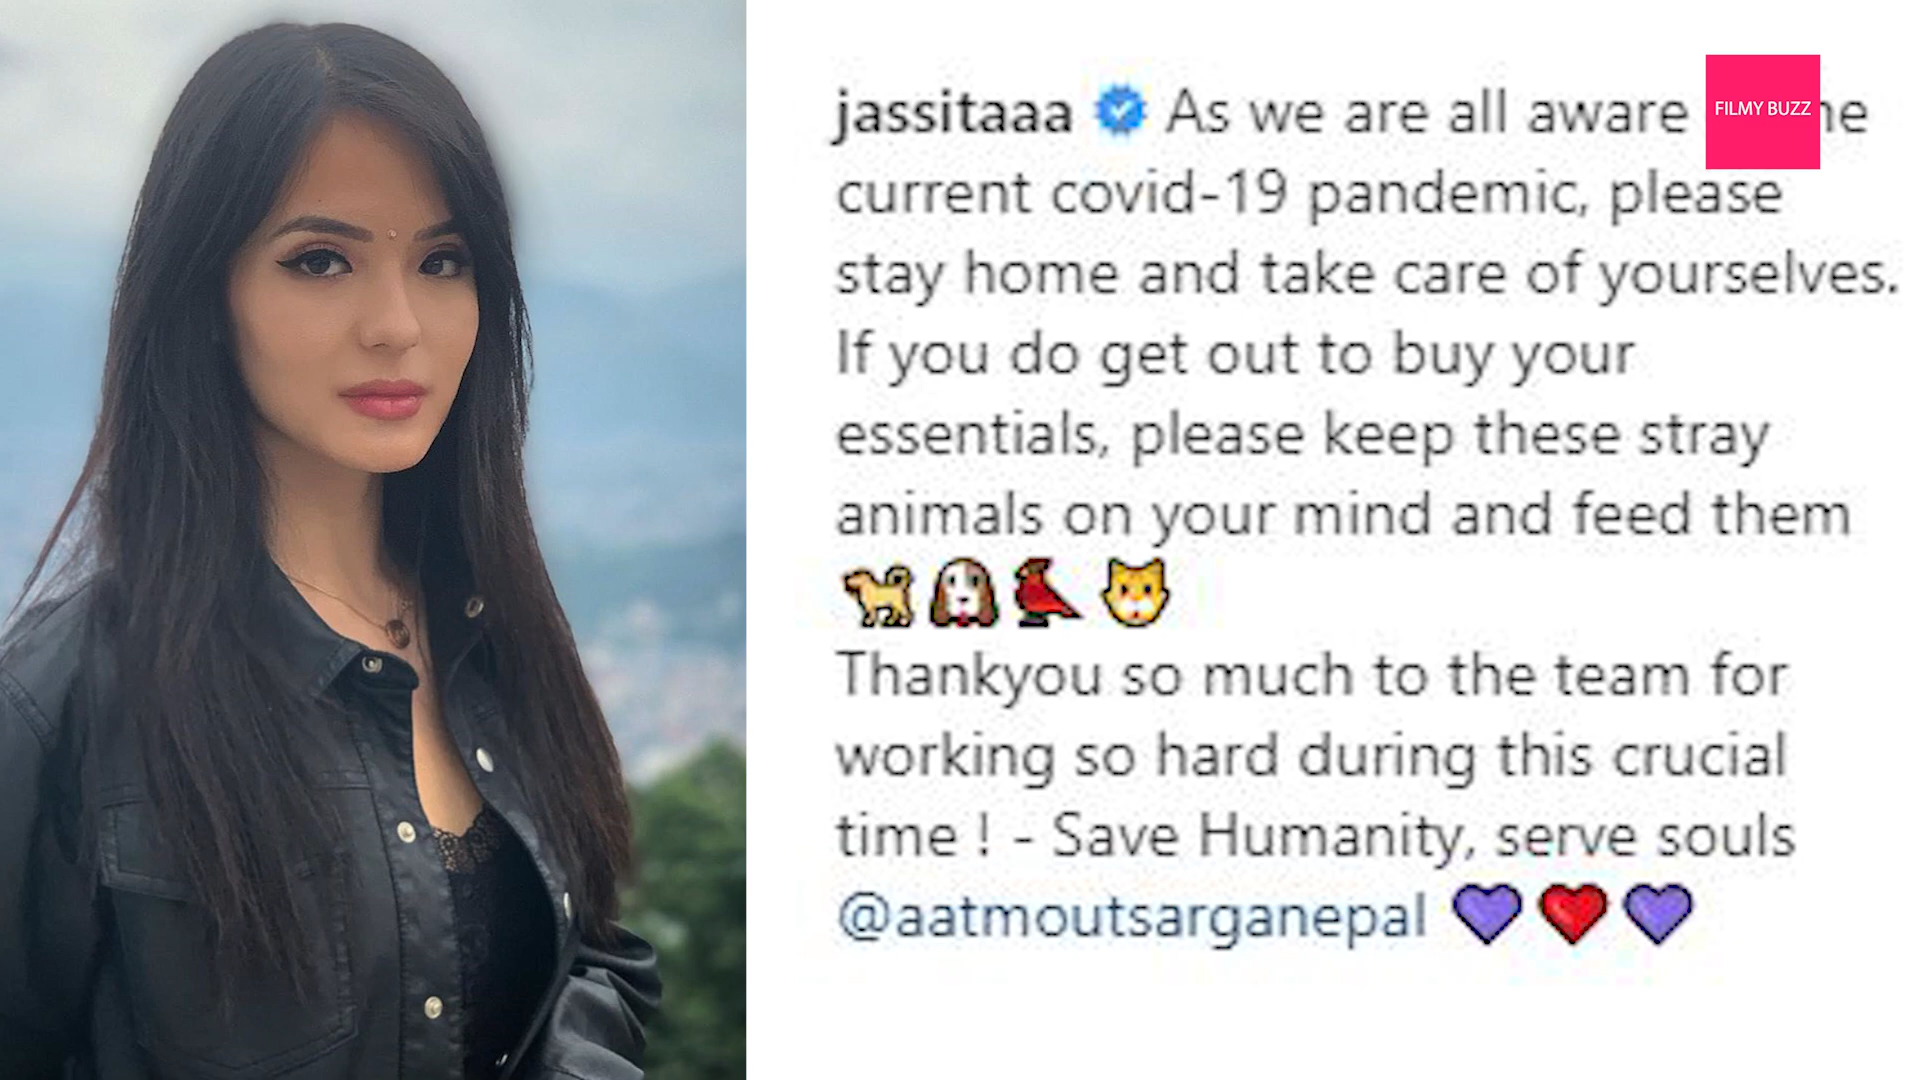 jassitaaa As we are all aware
FILMY BUZZ
current covid-19 pandemic, please
stay home and take care of yourselves.
If you do get out to buy your
essentials, please keep these stray
animals on your mind and feed them
🐕 🐶 🐦 🐱
Thankyou so much to the team for
working so hard during this crucial
time ! - Save Humanity, serve souls
@aatmoutsarganepal 💜 ❤️ 💜